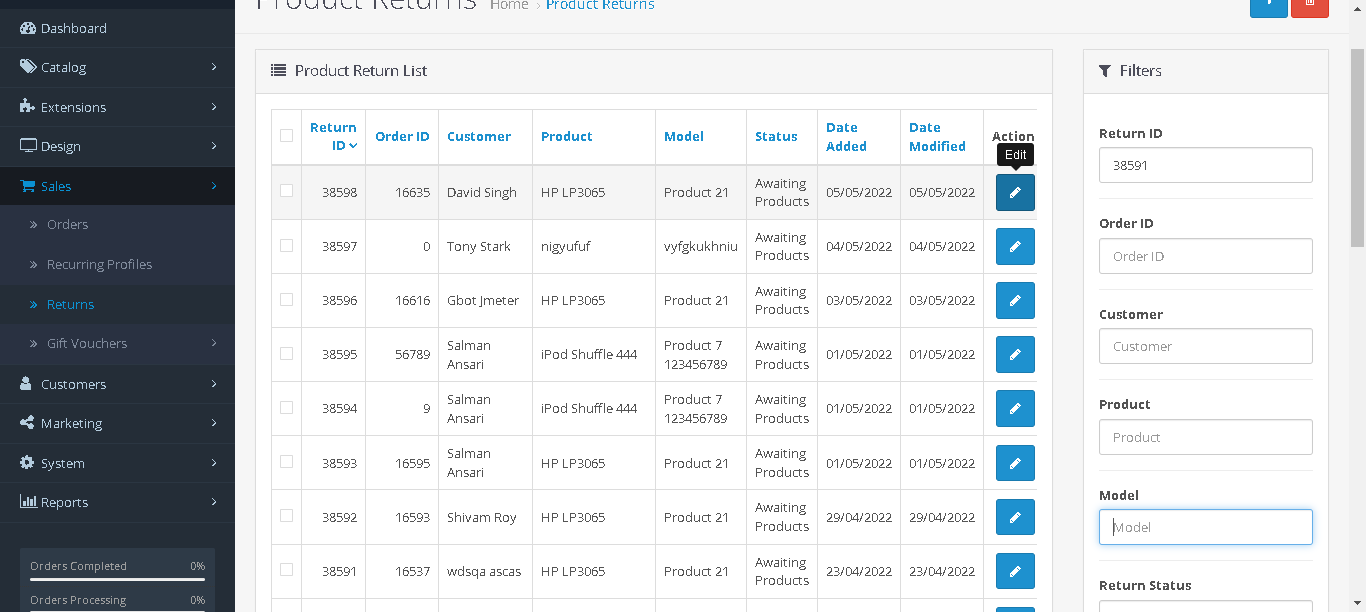 Product Returns Home › Product Returns
Dashboard
Catalog
Extensions
Design
Sales
Orders
Recurring Profiles
Returns
Gift Vouchers
Customers
Marketing
System
Reports
Orders Completed 0%
Orders Processing 0%
Product Return List
Return ID Order ID Customer Product Model Status Date Added Date Modified Action
Edit
38598 16635 David Singh HP LP3065 Product 21 Awaiting Products 05/05/2022 05/05/2022
38597 0 Tony Stark nigyufuf vyfgkukhniu Awaiting Products 04/05/2022 04/05/2022
38596 16616 Gbot Jmeter HP LP3065 Product 21 Awaiting Products 03/05/2022 03/05/2022
38595 56789 Salman Ansari iPod Shuffle 444 Product 7 123456789 Awaiting Products 01/05/2022 01/05/2022
38594 9 Salman Ansari iPod Shuffle 444 Product 7 123456789 Awaiting Products 01/05/2022 01/05/2022
38593 16595 Salman Ansari HP LP3065 Product 21 Awaiting Products 01/05/2022 01/05/2022
38592 16593 Shivam Roy HP LP3065 Product 21 Awaiting Products 29/04/2022 29/04/2022
38591 16537 wdsqa ascas HP LP3065 Product 21 Awaiting Products 23/04/2022 23/04/2022
Filters
Return ID
38591
Order ID
Order ID
Customer
Customer
Product
Product
Model
Model
Return Status